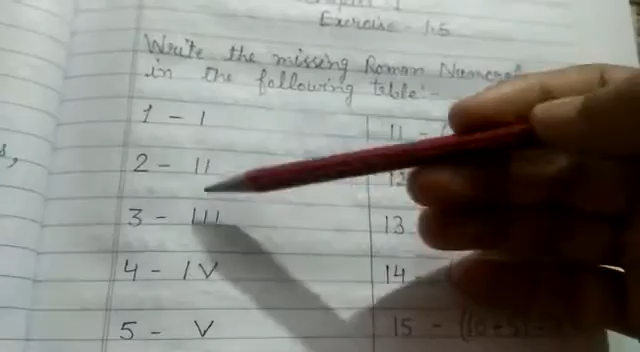 Exercise - 1.5
Write the missing Roman Numeral
in the following table:-
1 - I
2 - II
3 - III
4 - IV
5 - V
11 -
12
13
14
15 - (10+5) -